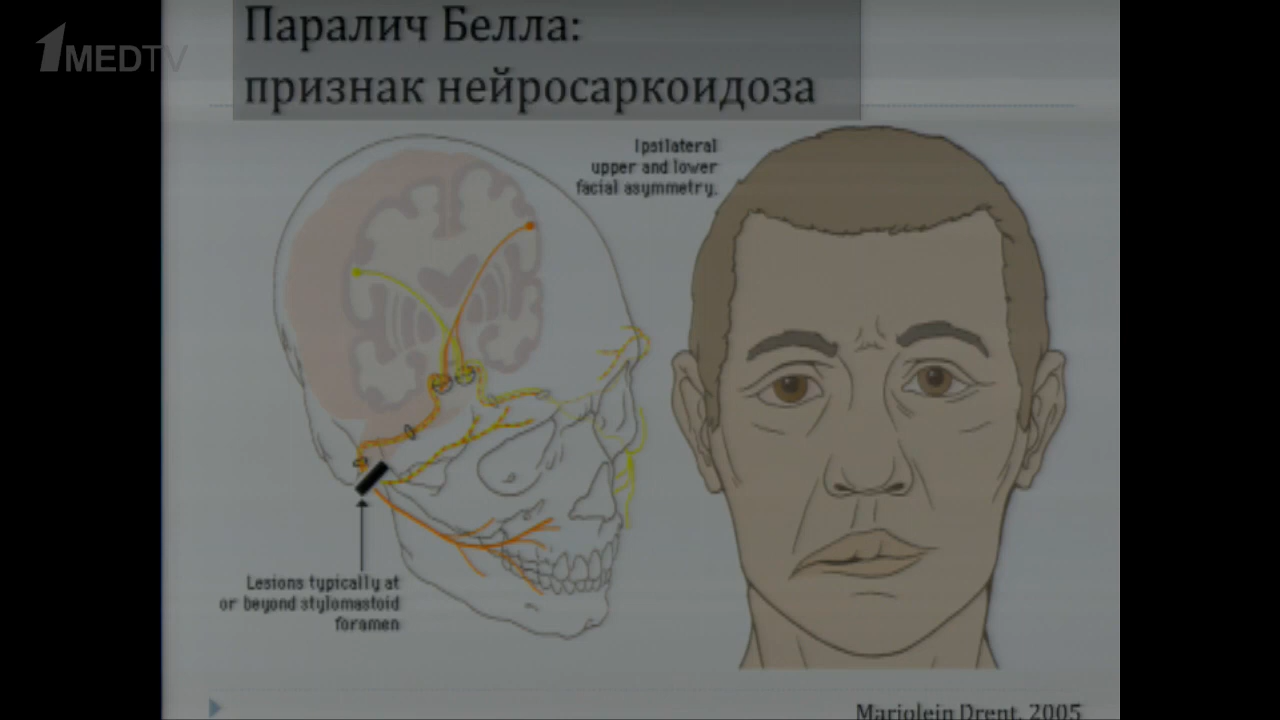 1MEDTV
Паралич Белла:
признак нейросаркоидоза
Ipsilateral
upper and lower
facial asymmetry.
Lesions typically at
or beyond stylomastoid
foramen
Marjolein Drent, 2005